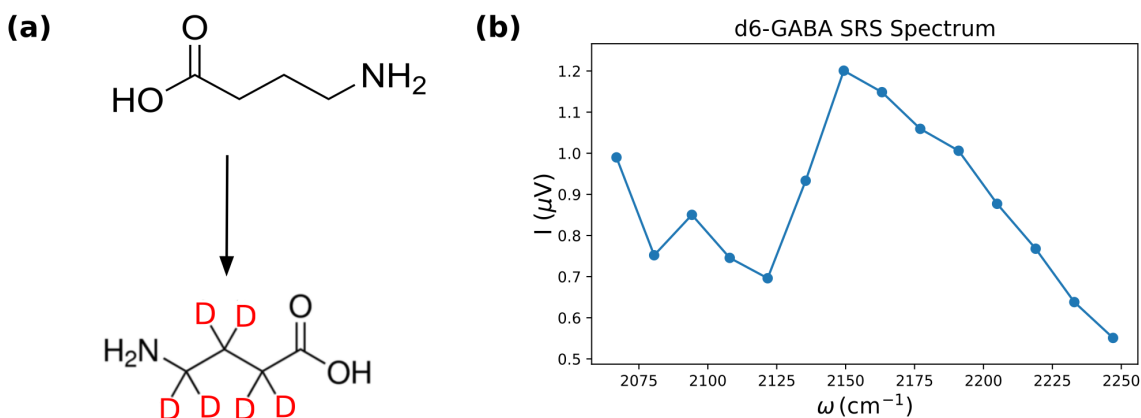 (a)
O
HO
NH₂
D D
O
H₂N
OH
D D D D
(b)
d6-GABA SRS Spectrum
I (μV)
1.2
1.1
1.0
0.9
0.8
0.7
0.6
0.5
2075 2100 2125 2150 2175 2200 2225 2250
ω (cm⁻¹)